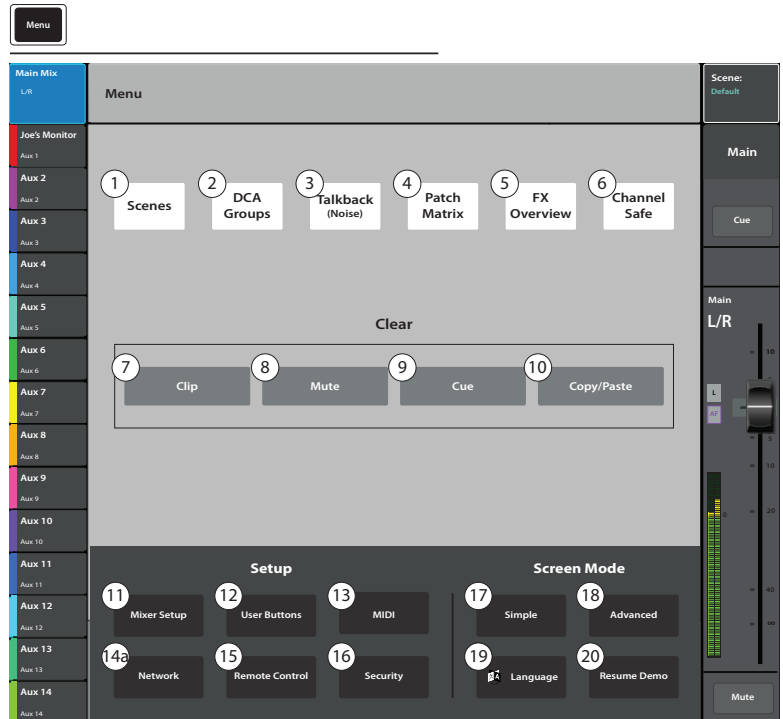 Menu
Main Mix
L/R
Menu
Scene:
Default
Joe's Monitor
Aux 1
Aux 2
Aux 2
Aux 3
Aux 3
Aux 4
Aux 4
Aux 5
Aux 5
Aux 6
Aux 6
Aux 7
Aux 7
Aux 8
Aux 8
Aux 9
Aux 9
Aux 10
Aux 10
Aux 11
Aux 11
Aux 12
Aux 12
Aux 13
Aux 13
Aux 14
Aux 14
1
Scenes
2
DCA
Groups
3
Talkback
(Noise)
4
Patch
Matrix
5
FX
Overview
6
Channel
Safe
Clear
7
Clip
8
Mute
9
Cue
10
Copy/Paste
Setup
11
Mixer Setup
12
User Buttons
13
MIDI
14a
Network
15
Remote Control
16
Security
Screen Mode
17
Simple
18
Advanced
19
Language
20
Resume Demo
Main
Cue
Main
L/R
10
L
AF
5
10
0
20
40
∞
Mute